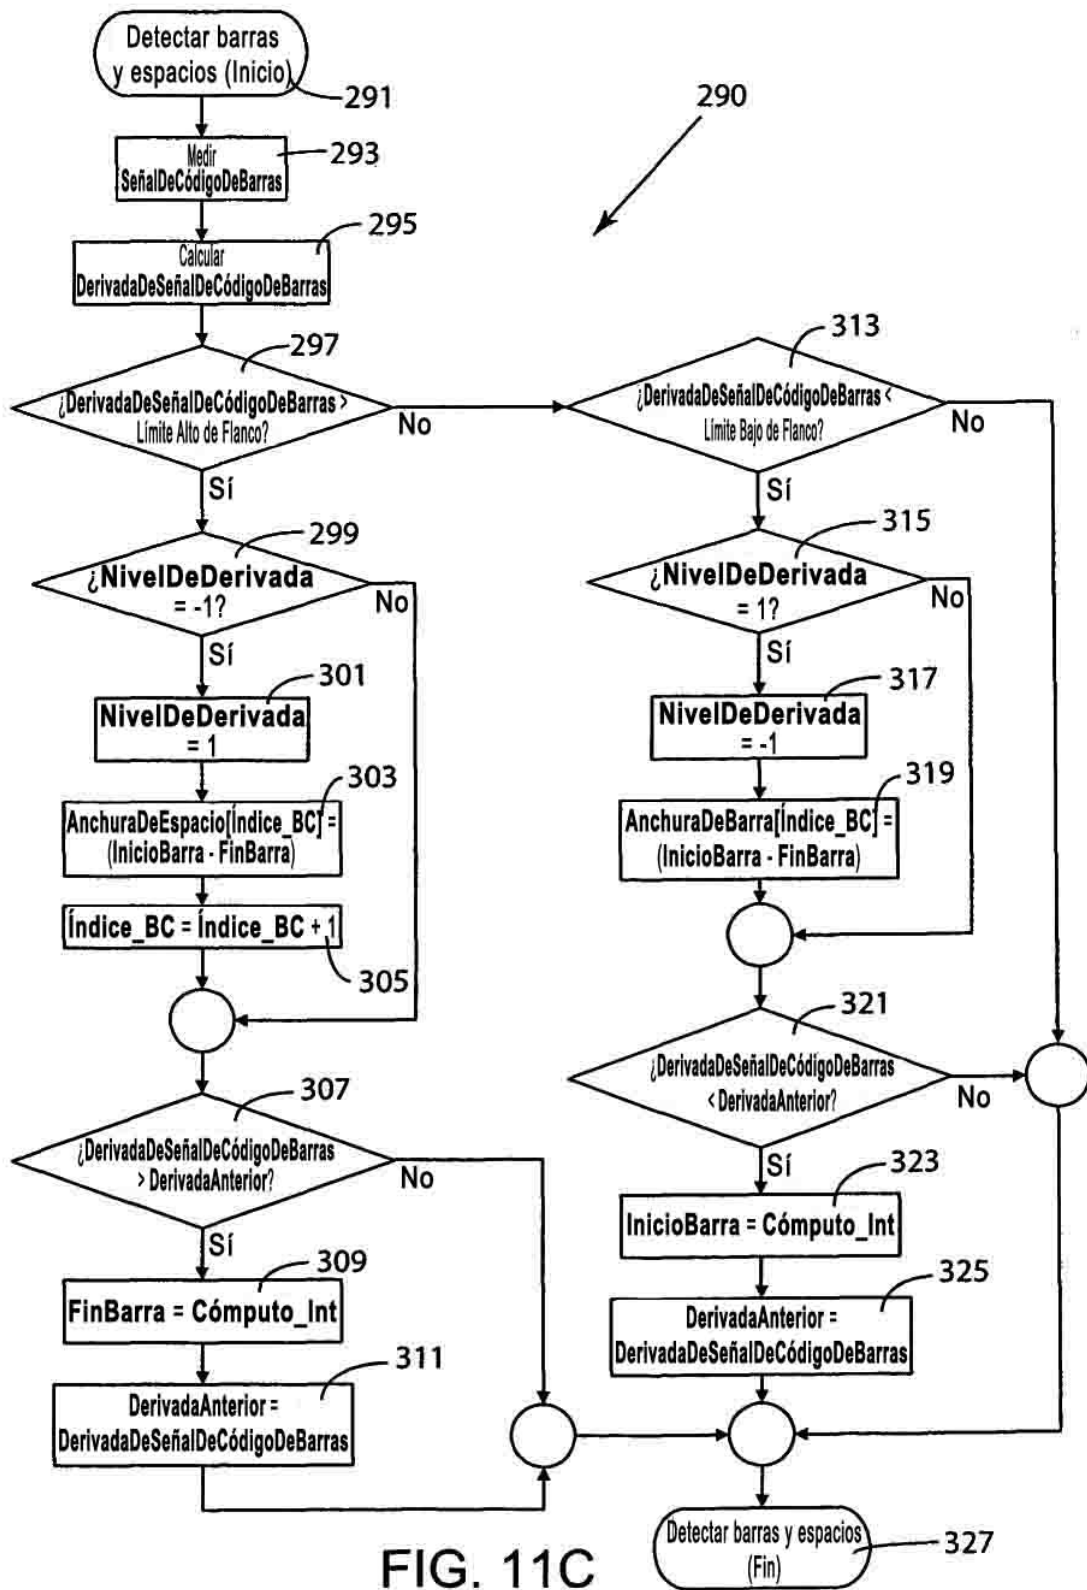 Detectar barras
y espacios (Inicio)
291
290
Medir
SeñalDeCódigoDeBarras
293
Calcular
DerivadaDeSeñalDeCódigoDeBarras
295
297
¿DerivadaDeSeñalDeCódigoDeBarras >
Límite Alto de Flanco?
No
Sí
313
¿DerivadaDeSeñalDeCódigoDeBarras <
Límite Bajo de Flanco?
No
Sí
299
¿NivelDeDerivada
= -1?
No
Sí
315
¿NivelDeDerivada
= 1?
No
Sí
301
NivelDeDerivada
= 1
317
NivelDeDerivada
= -1
303
AnchuraDeEspacio[Índice_BC] =
(InicioBarra - FinBarra)
319
AnchuraDeBarra[Índice_BC] =
(InicioBarra - FinBarra)
Índice_BC = Índice_BC + 1
305
307
¿DerivadaDeSeñalDeCódigoDeBarras
> DerivadaAnterior?
No
Sí
321
¿DerivadaDeSeñalDeCódigoDeBarras
< DerivadaAnterior?
No
Sí
309
FinBarra = Cómputo_Int
323
InicioBarra = Cómputo_Int
311
DerivadaAnterior =
DerivadaDeSeñalDeCódigoDeBarras
325
DerivadaAnterior =
DerivadaDeSeñalDeCódigoDeBarras
Detectar barras y espacios
(Fin)
327
FIG. 11C